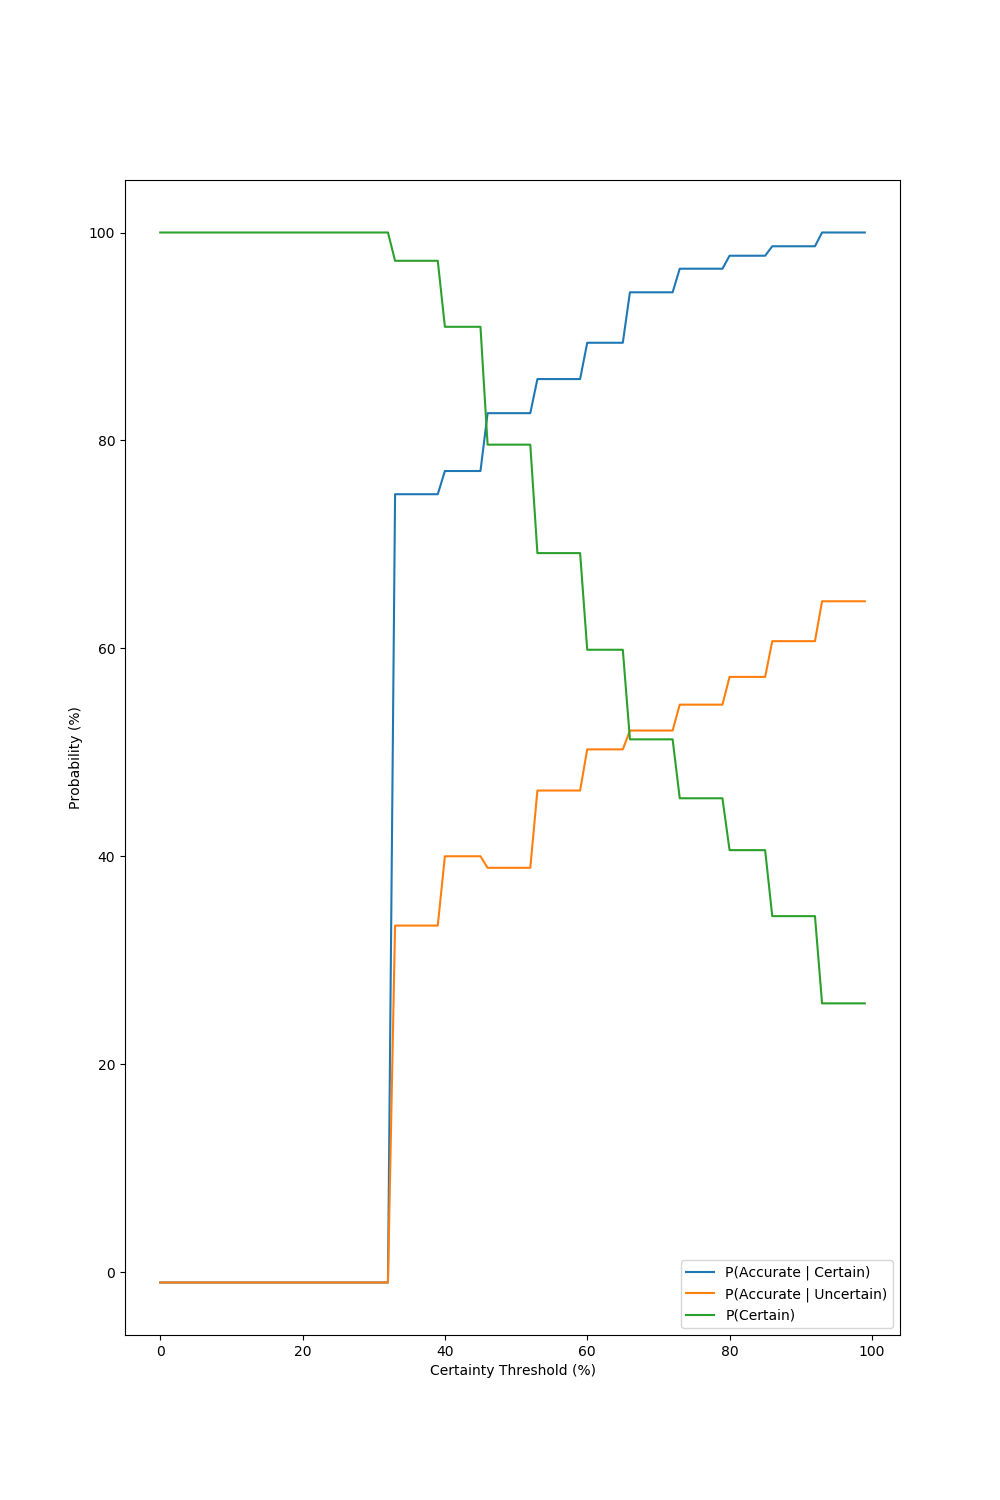 100
80
60
40
20
0
Probability (%)
0 20 40 60 80 100
Certainty Threshold (%)
P(Accurate | Certain)
P(Accurate | Uncertain)
P(Certain)